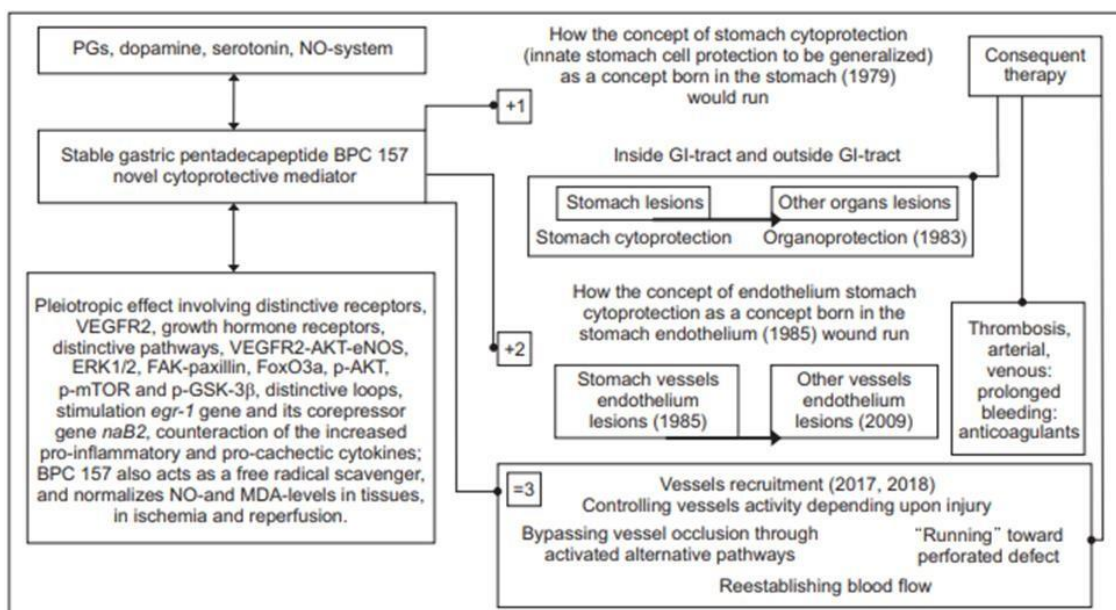 PGs, dopamine, serotonin, NO-system
Stable gastric pentadecapeptide BPC 157
novel cytoprotective mediator
Pleiotropic effect involving distinctive receptors,
VEGFR2, growth hormone receptors,
distinctive pathways, VEGFR2-AKT-eNOS,
ERK1/2, FAK-paxillin, FoxO3a, p-AKT,
p-mTOR and p-GSK-3β, distinctive loops,
stimulation egr-1 gene and its corepressor
gene naB2, counteraction of the increased
pro-inflammatory and pro-cachectic cytokines;
BPC 157 also acts as a free radical scavenger,
and normalizes NO-and MDA-levels in tissues,
in ischemia and reperfusion.
+1
How the concept of stomach cytoprotection
(innate stomach cell protection to be generalized)
as a concept born in the stomach (1979)
would run
Inside GI-tract and outside GI-tract
Stomach lesions
Other organs lesions
Stomach cytoprotection
Organoprotection (1983)
+2
How the concept of endothelium stomach
cytoprotection as a concept born in the
stomach endothelium (1985) wound run
Stomach vessels
endothelium
lesions (1985)
Other vessels
endothelium
lesions (2009)
=3
Vessels recruitment (2017, 2018)
Controlling vessels activity depending upon injury
Bypassing vessel occlusion through
activated alternative pathways
"Running" toward
perforated defect
Reestablishing blood flow
Consequent
therapy
Thrombosis,
arterial,
venous:
prolonged
bleeding:
anticoagulants